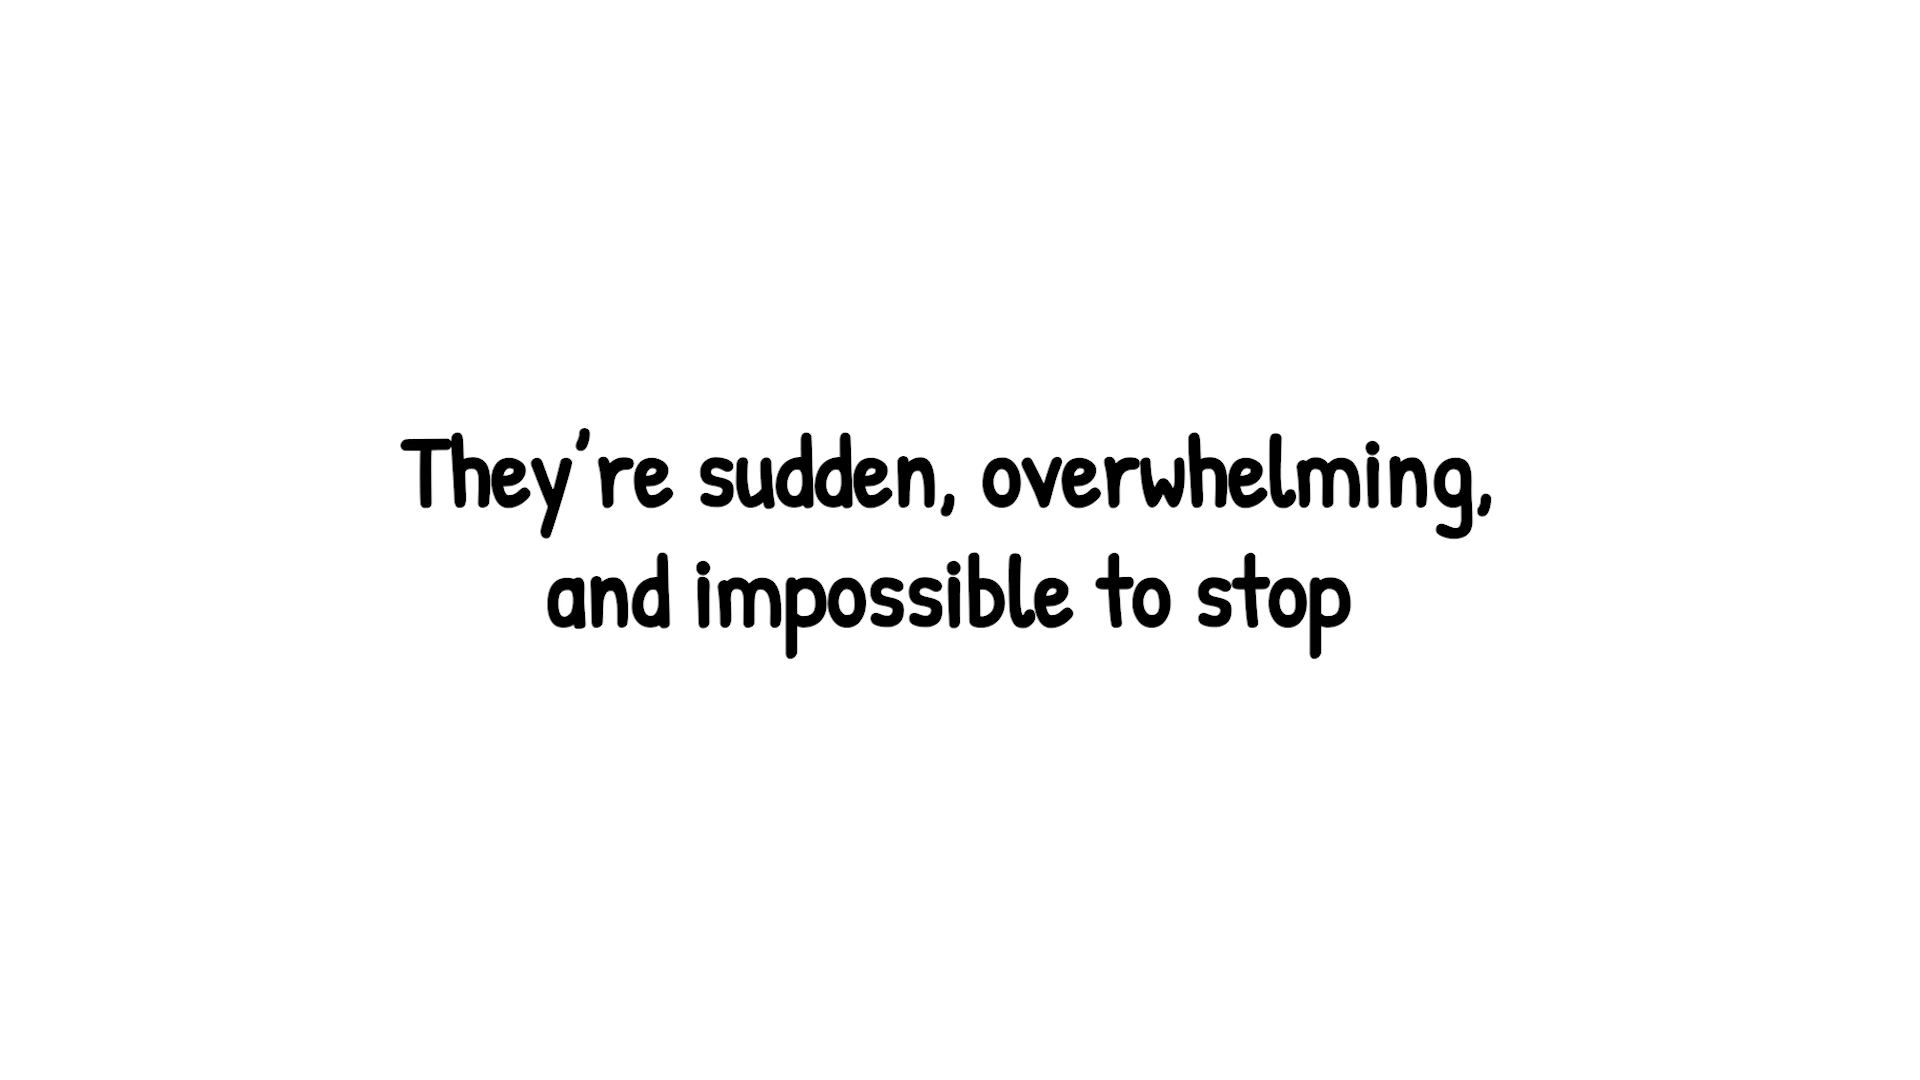 They're sudden, overwhelming,
and impossible to stop